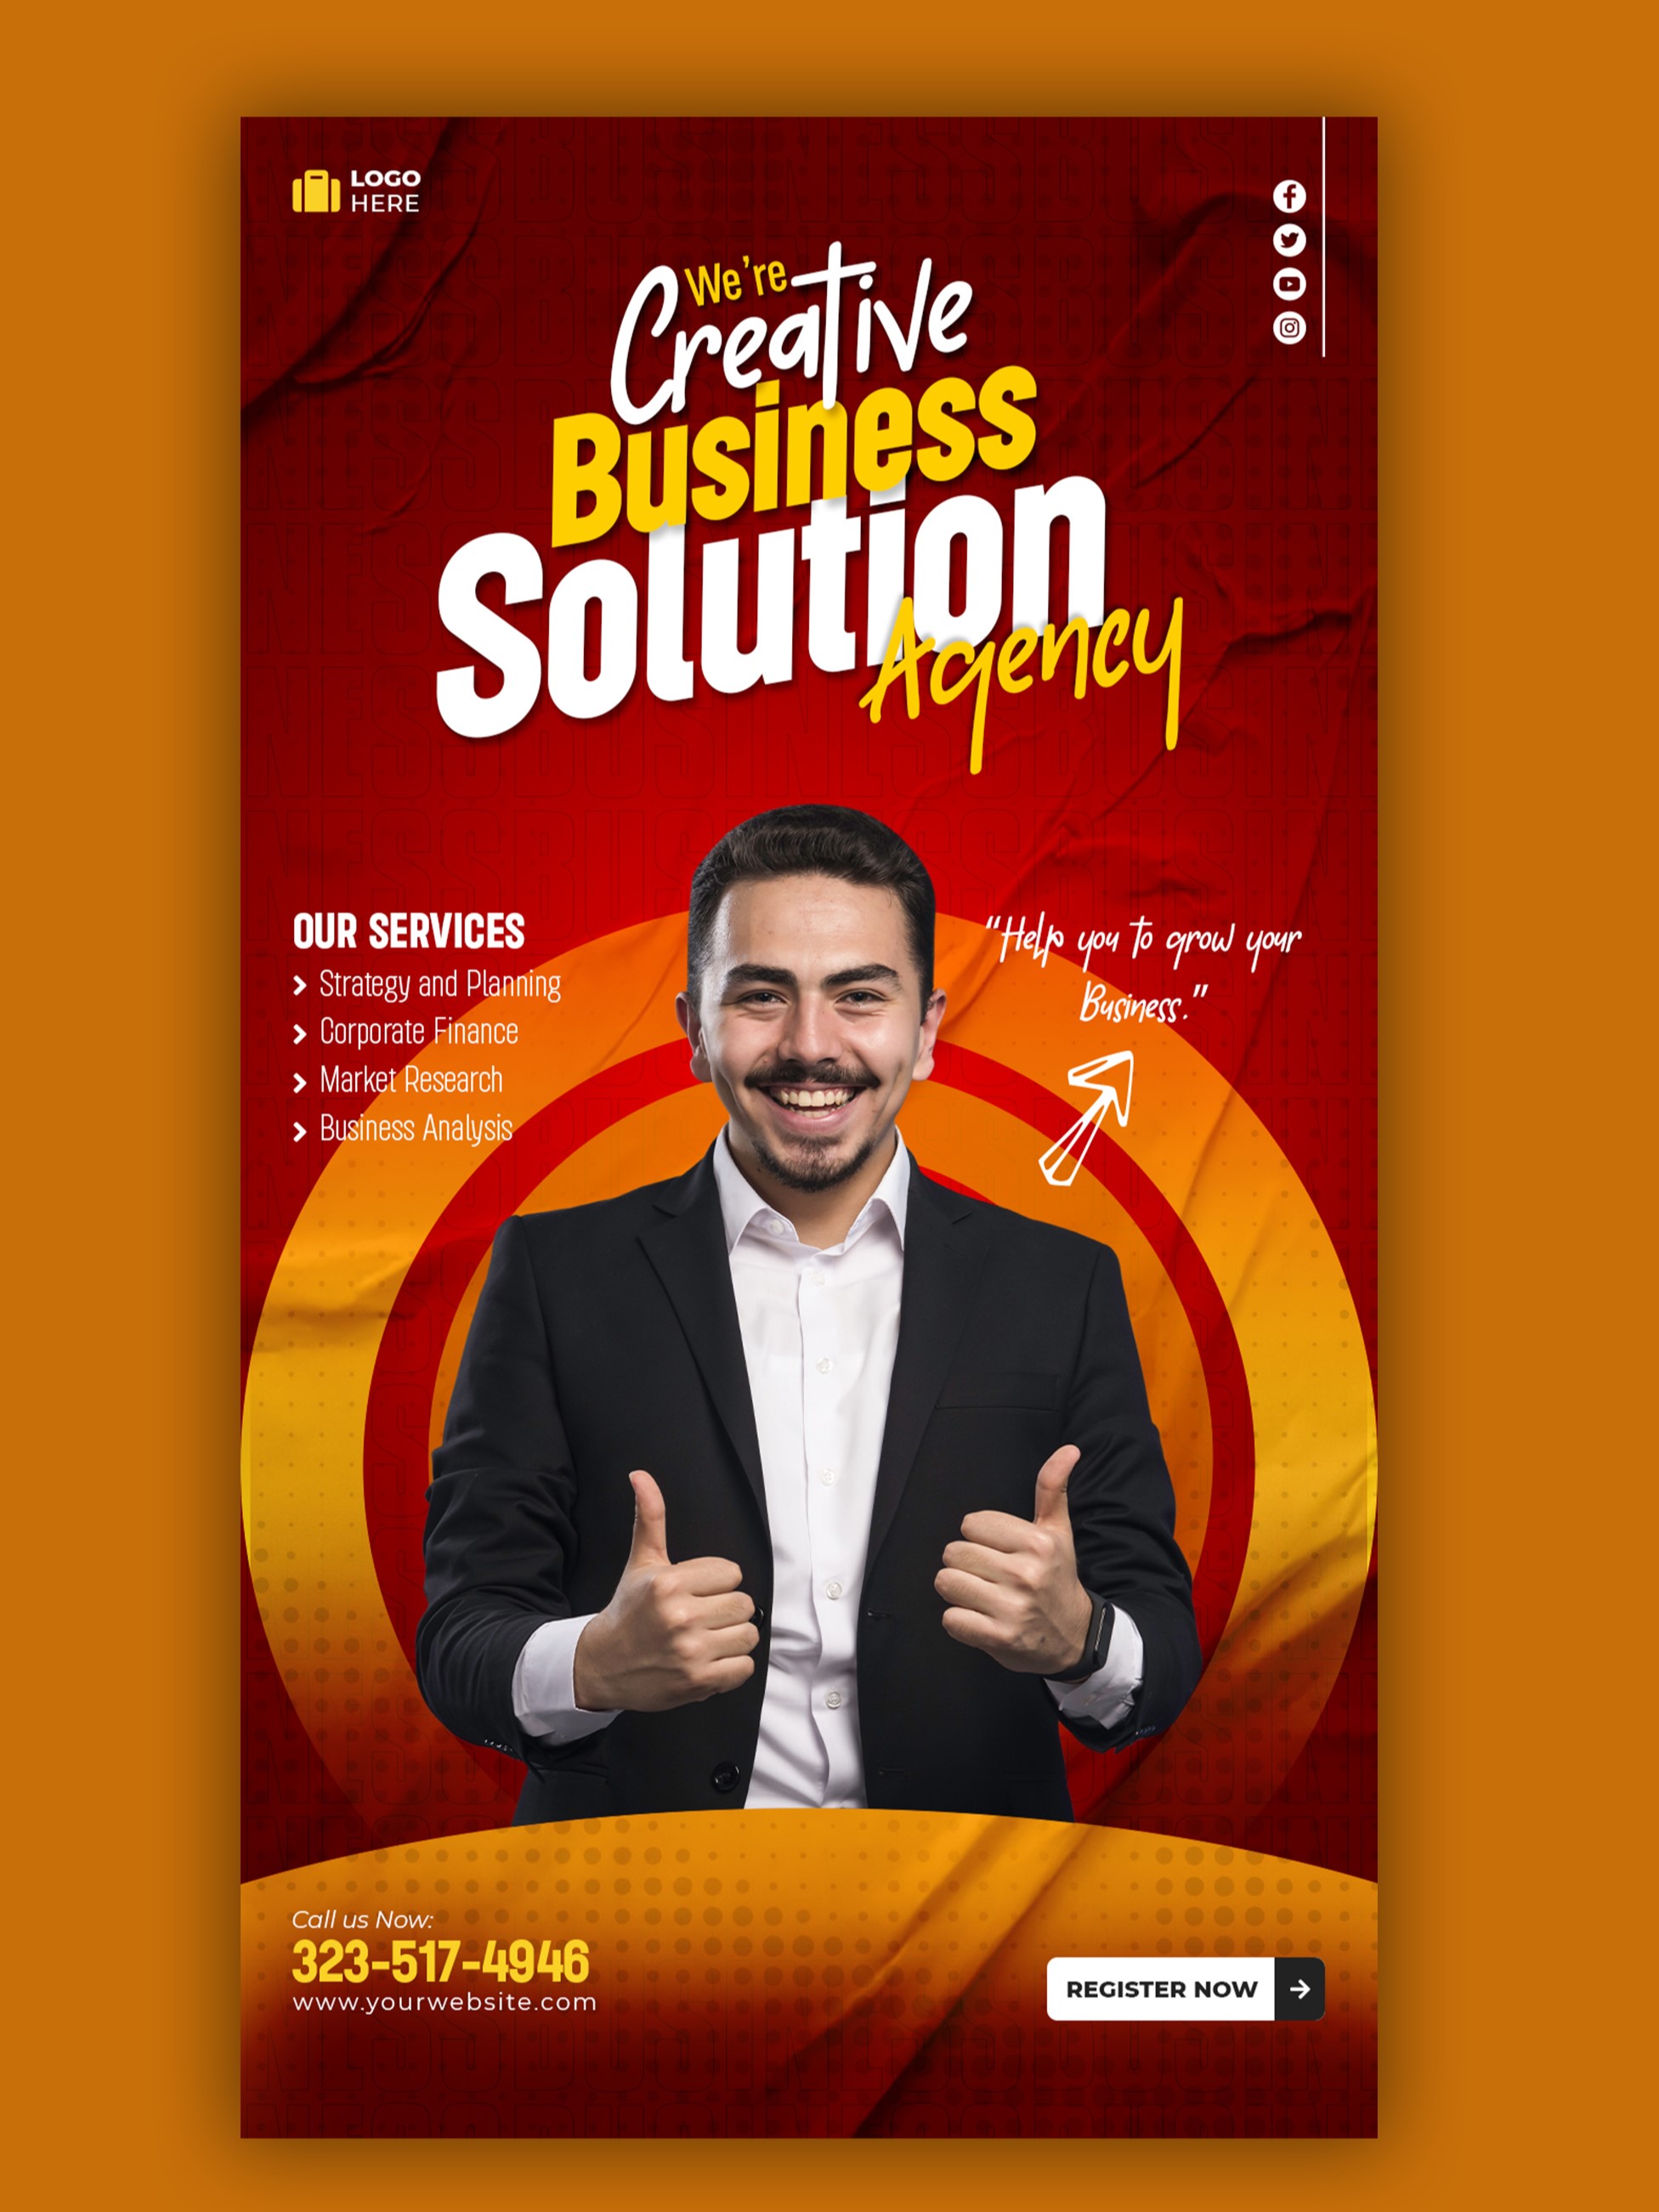 LOGO
HERE
We're
Creative
Business
Solution
Agency
OUR SERVICES
Strategy and Planning
Corporate Finance
Market Research
Business Analysis
“Help you to grow your
Business.”
Call us Now:
323-517-4946
www.yourwebsite.com
REGISTER NOW